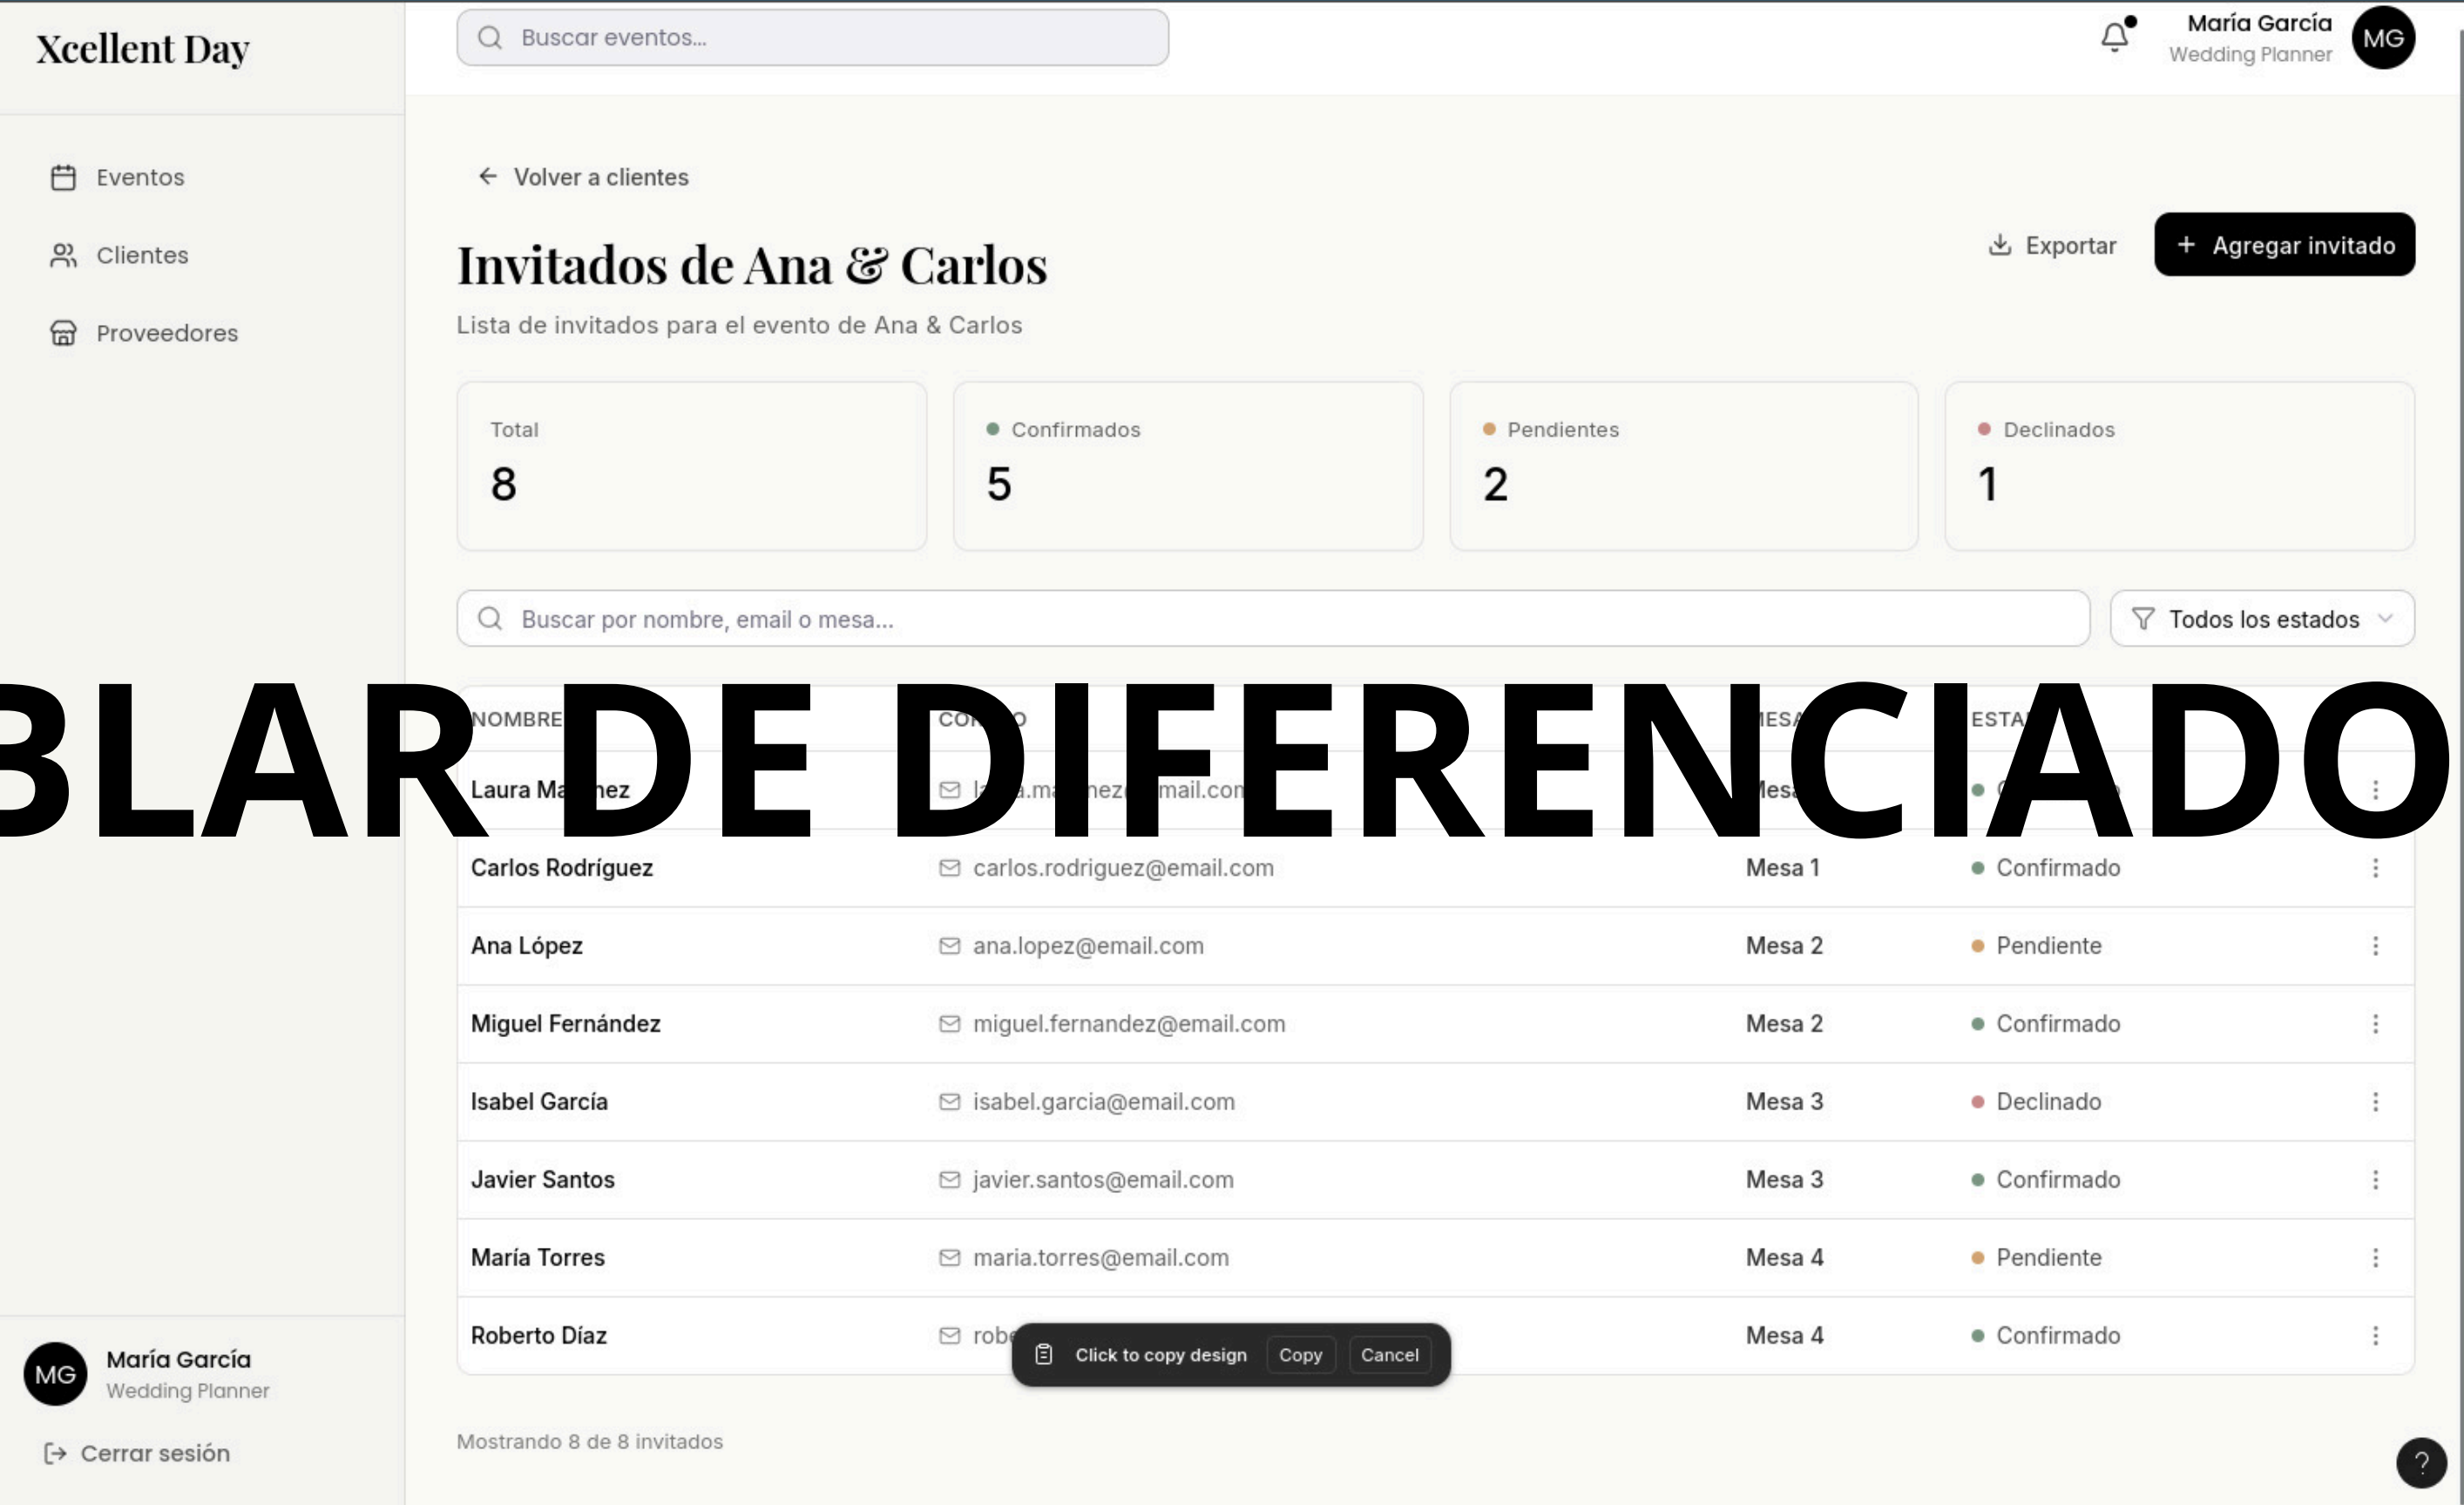 Xcellent Day
Buscar eventos...
María García
Wedding Planner
MG
Eventos
Clientes
Proveedores
Volver a clientes
Invitados de Ana & Carlos
Lista de invitados para el evento de Ana & Carlos
Exportar
+ Agregar invitado
Total
8
Confirmados
5
Pendientes
2
Declinados
1
Buscar por nombre, email o mesa...
Todos los estados
BLAR DE DIFERENCIADO
NOMBRE
Laura
Carlos Rodríguez carlos.rodriguez@email.com Mesa 1 Confirmado
Ana López ana.lopez@email.com Mesa 2 Pendiente
Miguel Fernández miguel.fernandez@email.com Mesa 2 Confirmado
Isabel García isabel.garcia@email.com Mesa 3 Declinado
Javier Santos javier.santos@email.com Mesa 3 Confirmado
María Torres maria.torres@email.com Mesa 4 Pendiente
Roberto Díaz Mesa 4 Confirmado
Click to copy design Copy Cancel
Mostrando 8 de 8 invitados
MG
María García
Wedding Planner
Cerrar sesión
?